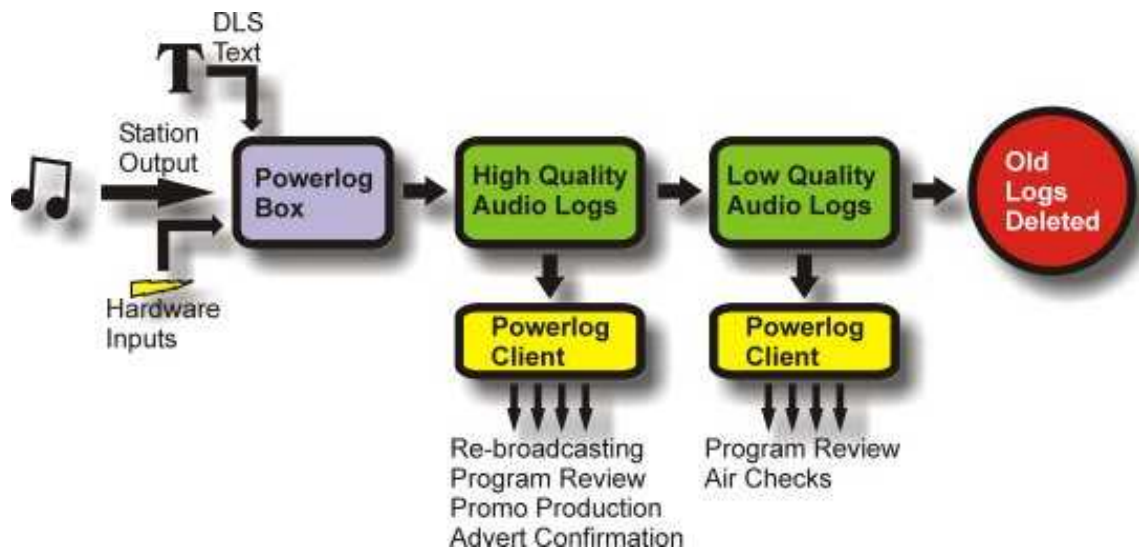 DLS
Text
T
Station
Output
Powerlog
Box
High Quality
Audio Logs
Low Quality
Audio Logs
Old
Logs
Deleted
Hardware
Inputs
Powerlog
Client
Powerlog
Client
Re-broadcasting
Program Review
Promo Production
Advert Confirmation
Program Review
Air Checks